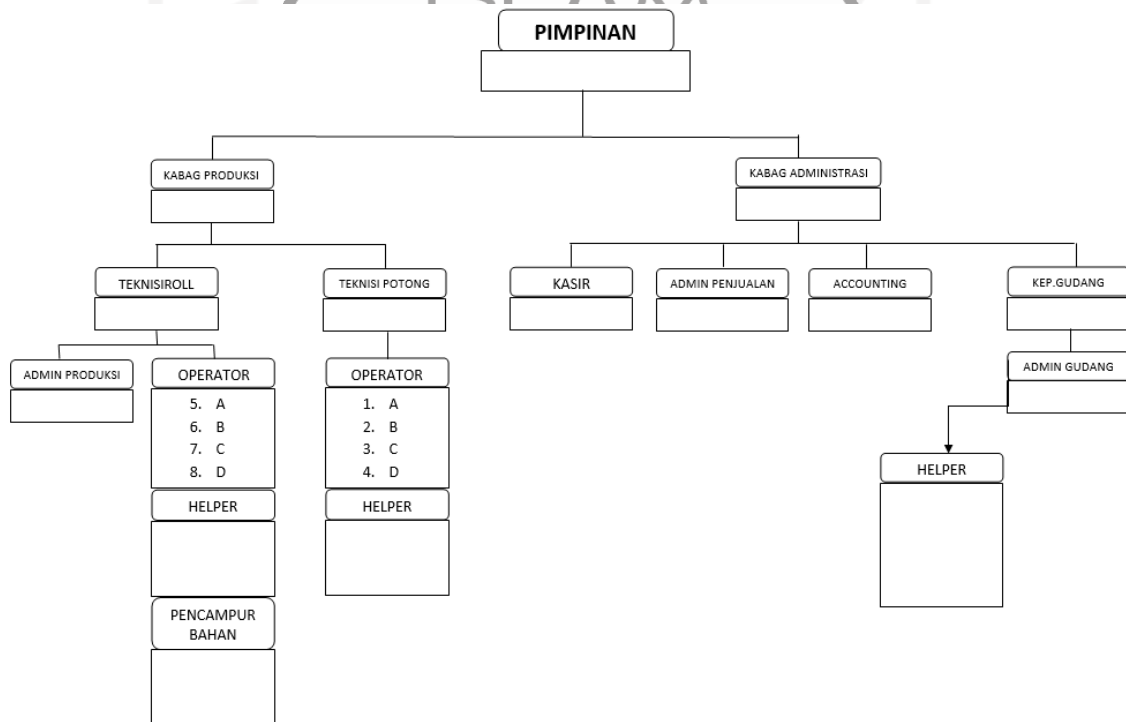 PIMPINAN
KABAG PRODUKSI
KABAG ADMINISTRASI
TEKNISIROLL
TEKNISI POTONG
KASIR
ADMIN PENJUALAN
ACCOUNTING
KEP.GUDANG
ADMIN PRODUKSI
OPERATOR
5. A
6. B
7. C
8. D
HELPER
PENCAMPUR
BAHAN
OPERATOR
1. A
2. B
3. C
4. D
HELPER
ADMIN GUDANG
HELPER